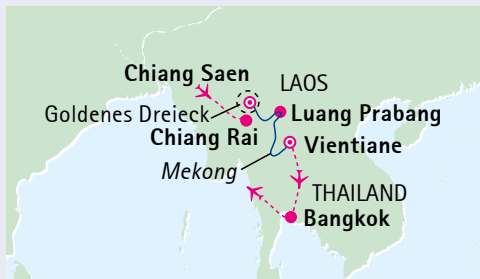 Chiang Saen
LAOS
Goldenes Dreieck
Luang Prabang
Chiang Rai
Vientiane
Mekong
THAILAND
Bangkok